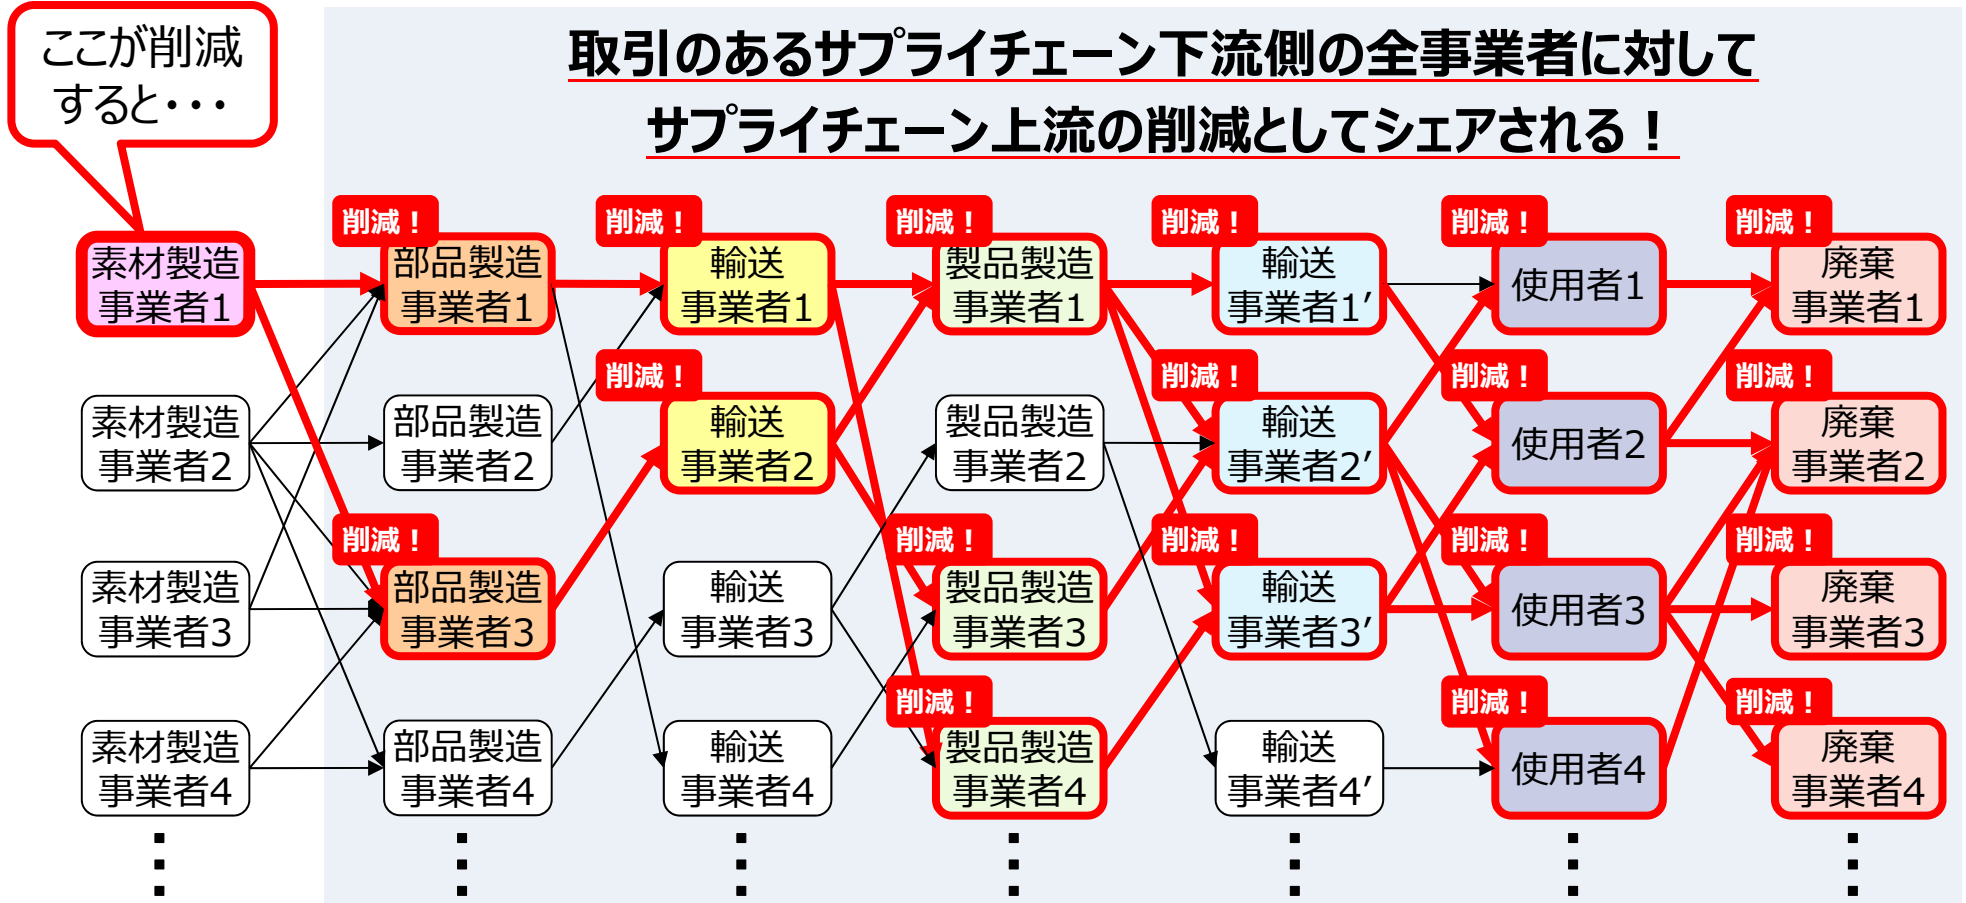 ここが削減
すると・・・
取引のあるサプライチェーン下流側の全事業者に対して
サプライチェーン上流の削減としてシェアされる！
削減！
削減！
削減！
削減！
削減！
削減！
素材製造
事業者1
部品製造
事業者1
輸送
事業者1
製品製造
事業者1
輸送
事業者1′
使用者1
廃棄
事業者1
削減！
削減！
削減！
削減！
素材製造
事業者2
部品製造
事業者2
輸送
事業者2
製品製造
事業者2
輸送
事業者2′
使用者2
廃棄
事業者2
削減！
削減！
削減！
削減！
削減！
素材製造
事業者3
部品製造
事業者3
輸送
事業者3
製品製造
事業者3
輸送
事業者3′
使用者3
廃棄
事業者3
削減！
削減！
削減！
素材製造
事業者4
部品製造
事業者4
輸送
事業者4
製品製造
事業者4
輸送
事業者4′
使用者4
廃棄
事業者4